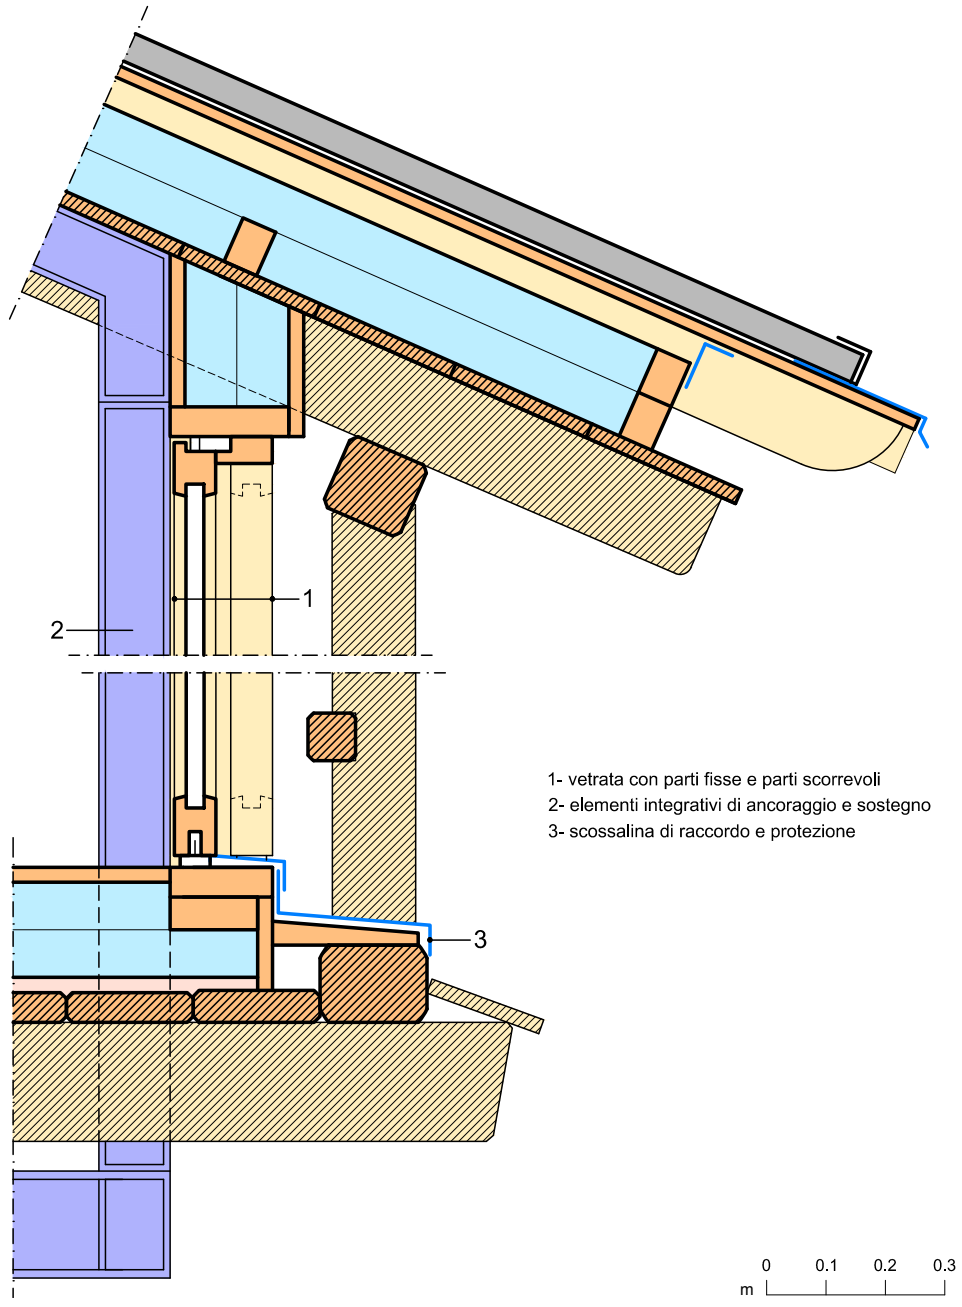 1
2
1- vetrata con parti fisse e parti scorrevoli
2- elementi integrativi di ancoraggio e sostegno
3- scossalina di raccordo e protezione
3
0 0.1 0.2 0.3
m